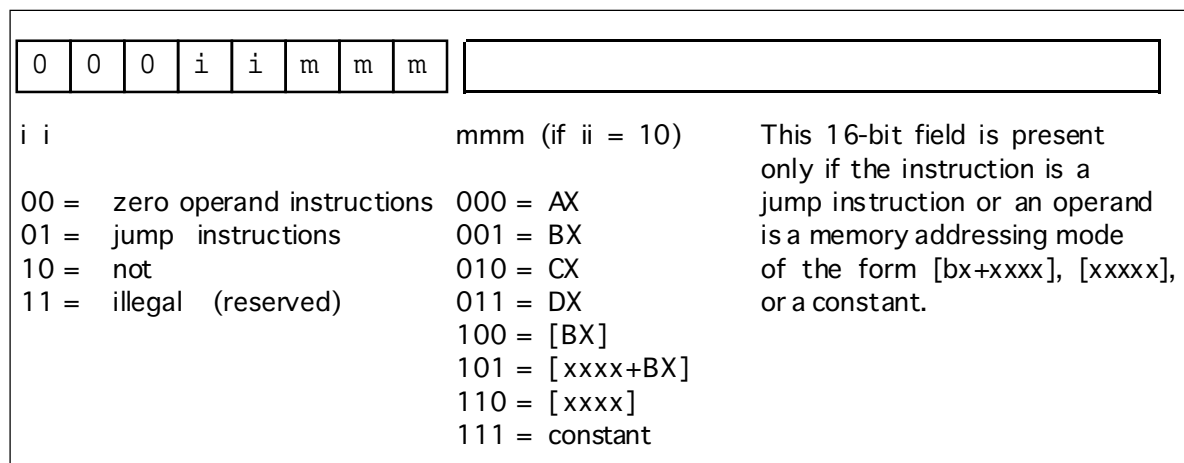 0 0 0 i i m m m
i i
00 = zero operand instructions
01 = jump instructions
10 = not
11 = illegal (reserved)
mmm (if ii = 10)
000 = AX
001 = BX
010 = CX
011 = DX
100 = [BX]
101 = [xxxx+BX]
110 = [xxxx]
111 = constant
This 16-bit field is present
only if the instruction is a
jump instruction or an operand
is a memory addressing mode
of the form [bx+xxxx], [xxxxx],
or a constant.